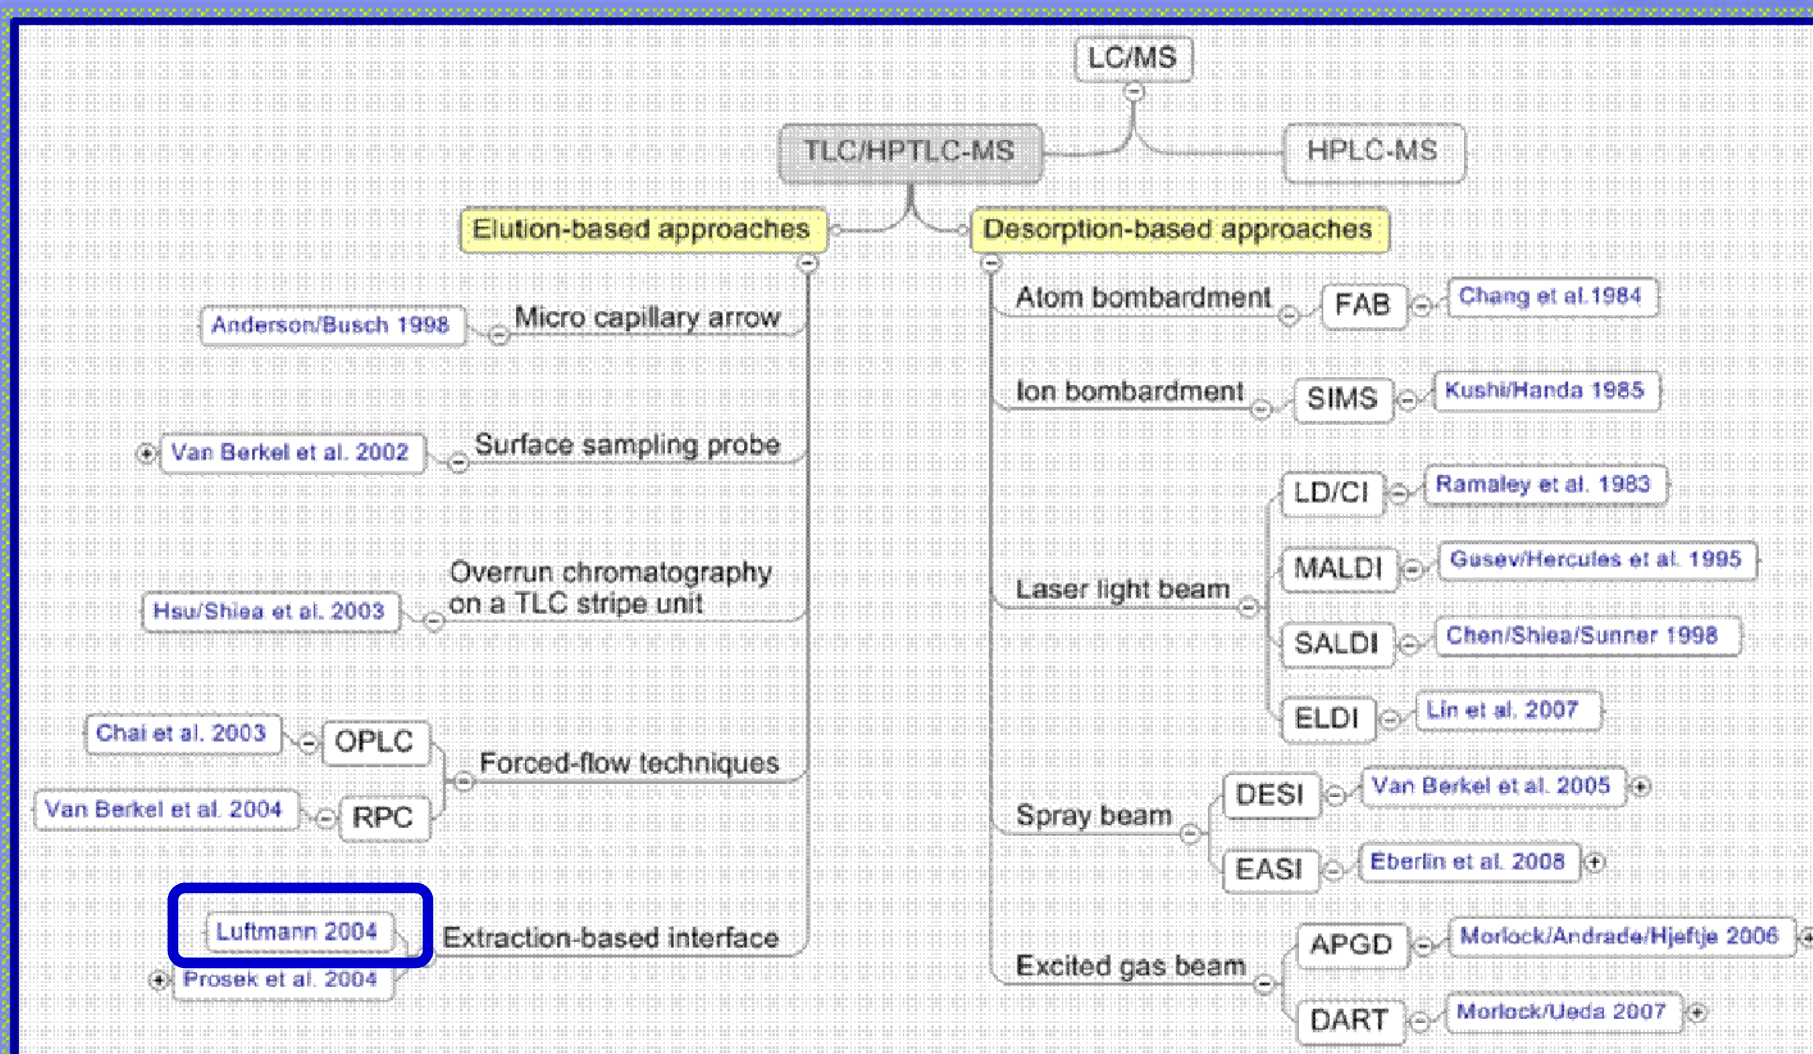 LC/MS
TLC/HPTLC-MS
HPLC-MS
Elution-based approaches
Desorption-based approaches
Micro capillary arrow
Anderson/Busch 1998
Surface sampling probe
Van Berkel et al. 2002
Overrun chromatography
on a TLC stripe unit
Hsu/Shiea et al. 2003
Forced-flow techniques
OPLC
Chai et al. 2003
RPC
Van Berkel et al. 2004
Extraction-based interface
Luftmann 2004
Prosek et al. 2004
Atom bombardment
FAB
Chang et al.1984
Ion bombardment
SIMS
Kushi/Handa 1985
Laser light beam
LD/CI
Ramaley et al. 1983
MALDI
Gusev/Hercules et al. 1995
SALDI
Chen/Shiea/Sunner 1998
ELDI
Lin et al. 2007
Spray beam
DESI
Van Berkel et al. 2005
EASI
Eberlin et al. 2008
Excited gas beam
APGD
Morlock/Andrade/Hjeftje 2006
DART
Morlock/Ueda 2007